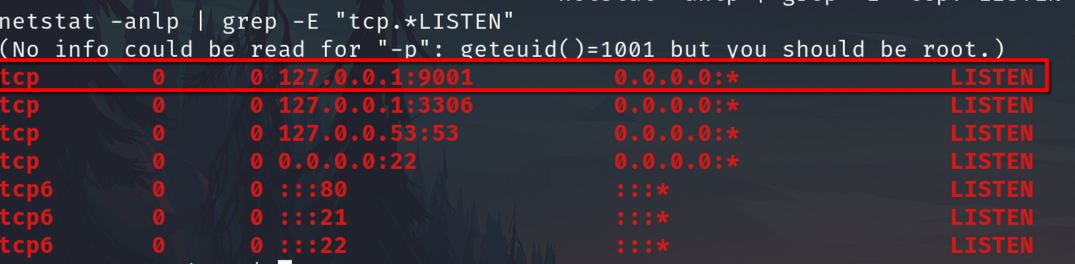 netstat -anlp | grep -E "tcp.*LISTEN"
(No info could be read for "-p": geteuid()=1001 but you should be root.)
tcp 0 0 127.0.0.1:9001 0.0.0.0:* LISTEN
tcp 0 0 127.0.0.1:3306 0.0.0.0:* LISTEN
tcp 0 0 127.0.0.53:53 0.0.0.0:* LISTEN
tcp 0 0 0.0.0.0:22 0.0.0.0:* LISTEN
tcp6 0 0 :::80 :::* LISTEN
tcp6 0 0 :::21 :::* LISTEN
tcp6 0 0 :::22 :::* LISTEN